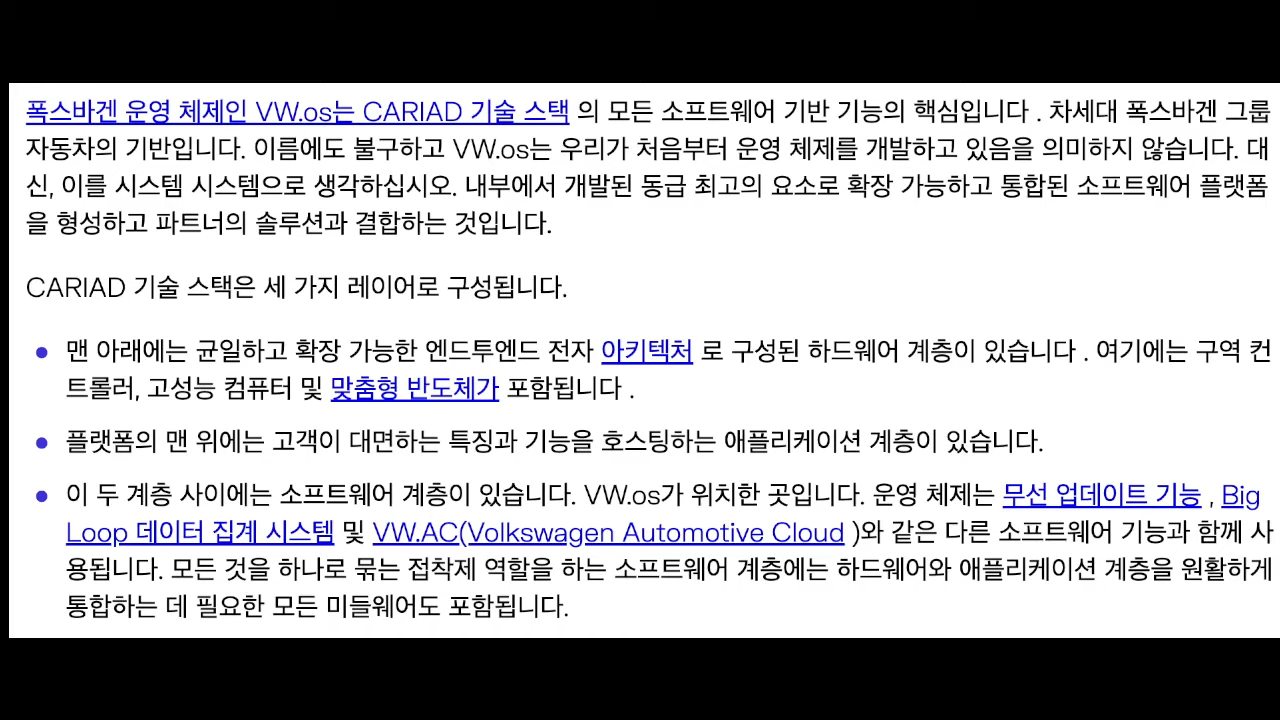 폭스바겐 운영 체제인 VW.os는 CARIAD 기술 스택 의 모든 소프트웨어 기반 기능의 핵심입니다 . 차세대 폭스바겐 그룹
자동차의 기반입니다. 이름에도 불구하고 VW.os는 우리가 처음부터 운영 체제를 개발하고 있음을 의미하지 않습니다. 대
신, 이를 시스템 시스템으로 생각하십시오. 내부에서 개발된 동급 최고의 요소로 확장 가능하고 통합된 소프트웨어 플랫폼
을 형성하고 파트너의 솔루션과 결합하는 것입니다.
CARIAD 기술 스택은 세 가지 레이어로 구성됩니다.
● 맨 아래에는 균일하고 확장 가능한 엔드투엔드 전자 아키텍처 로 구성된 하드웨어 계층이 있습니다 . 여기에는 구역 컨
트롤러, 고성능 컴퓨터 및 맞춤형 반도체가 포함됩니다 .
● 플랫폼의 맨 위에는 고객이 대면하는 특징과 기능을 호스팅하는 애플리케이션 계층이 있습니다.
● 이 두 계층 사이에는 소프트웨어 계층이 있습니다. VW.os가 위치한 곳입니다. 운영 체제는 무선 업데이트 기능 , Big
Loop 데이터 집계 시스템 및 VW.AC(Volkswagen Automotive Cloud )와 같은 다른 소프트웨어 기능과 함께 사
용됩니다. 모든 것을 하나로 묶는 접착제 역할을 하는 소프트웨어 계층에는 하드웨어와 애플리케이션 계층을 원활하게
통합하는 데 필요한 모든 미들웨어도 포함됩니다.